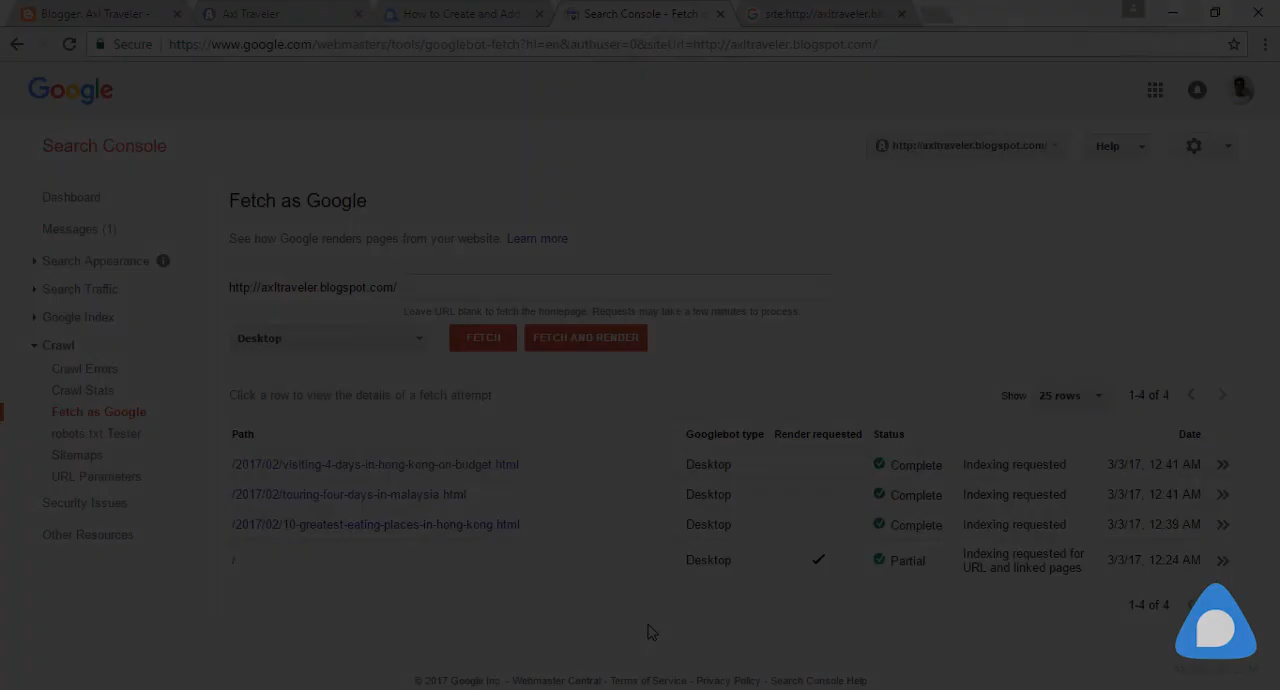 Blogger: Axl Traveler -
Axl Traveler
How to Create and Add
Search Console - Fetch
site:http://axltraveler.bl
Secure
https://www.google.com/webmasters/tools/googlebot-fetch?hl=en&authuser=0&siteUrl=http://axltraveler.blogspot.com/
Google
Search Console
http://axltraveler.blogspot.com/
Help
Dashboard
Messages (1)
Search Appearance
Search Traffic
Google Index
Crawl
Crawl Errors
Crawl Stats
Fetch as Google
robots.txt Tester
Sitemaps
URL Parameters
Security Issues
Other Resources
Fetch as Google
See how Google renders pages from your website. Learn more
http://axltraveler.blogspot.com/
Leave URL blank to fetch the homepage. Requests may take a few minutes to process.
Desktop
FETCH
FETCH AND RENDER
Click a row to view the details of a fetch attempt
Show 25 rows 1-4 of 4
Path Googlebot type Render requested Status Date
/2017/02/visiting-4-days-in-hong-kong-on-budget.html Desktop Complete Indexing requested 3/3/17, 12:41 AM
/2017/02/touring-four-days-in-malaysia.html Desktop Complete Indexing requested 3/3/17, 12:41 AM
/2017/02/10-greatest-eating-places-in-hong-kong.html Desktop Complete Indexing requested 3/3/17, 12:39 AM
/ Desktop Partial Indexing requested for
URL and linked pages 3/3/17, 12:24 AM
1-4 of 4
© 2017 Google Inc. - Webmaster Central - Terms of Service - Privacy Policy - Search Console Help